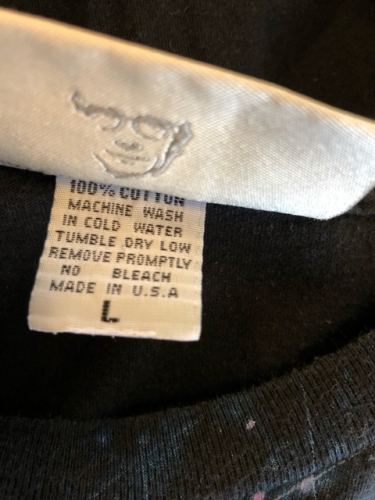 100% COTTON
MACHINE WASH
IN COLD WATER
TUMBLE DRY LOW
REMOVE PROMPTLY
NO BLEACH
MADE IN U.S.A
L